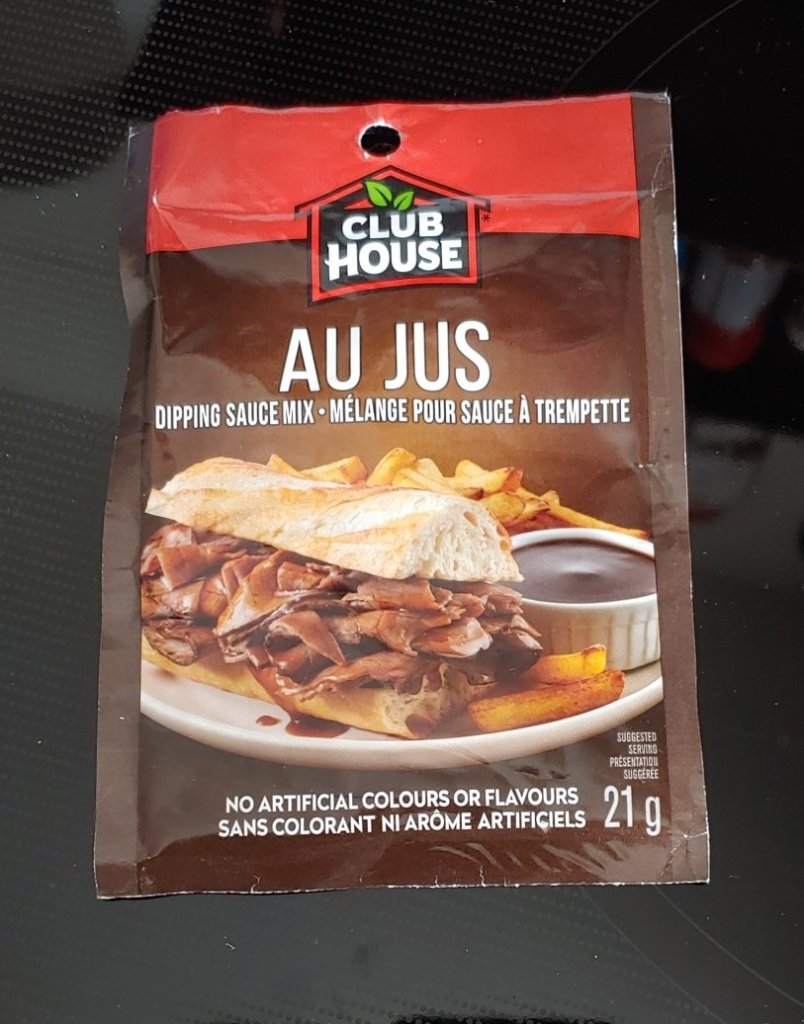 CLUB
HOUSE*
AU JUS
DIPPING SAUCE MIX • MÉLANGE POUR SAUCE À TREMPETTE
SUGGESTED
SERVING
PRÉSENTATION
SUGGÉRÉE
NO ARTIFICIAL COLOURS OR FLAVOURS
SANS COLORANT NI ARÔME ARTIFICIELS
21 g